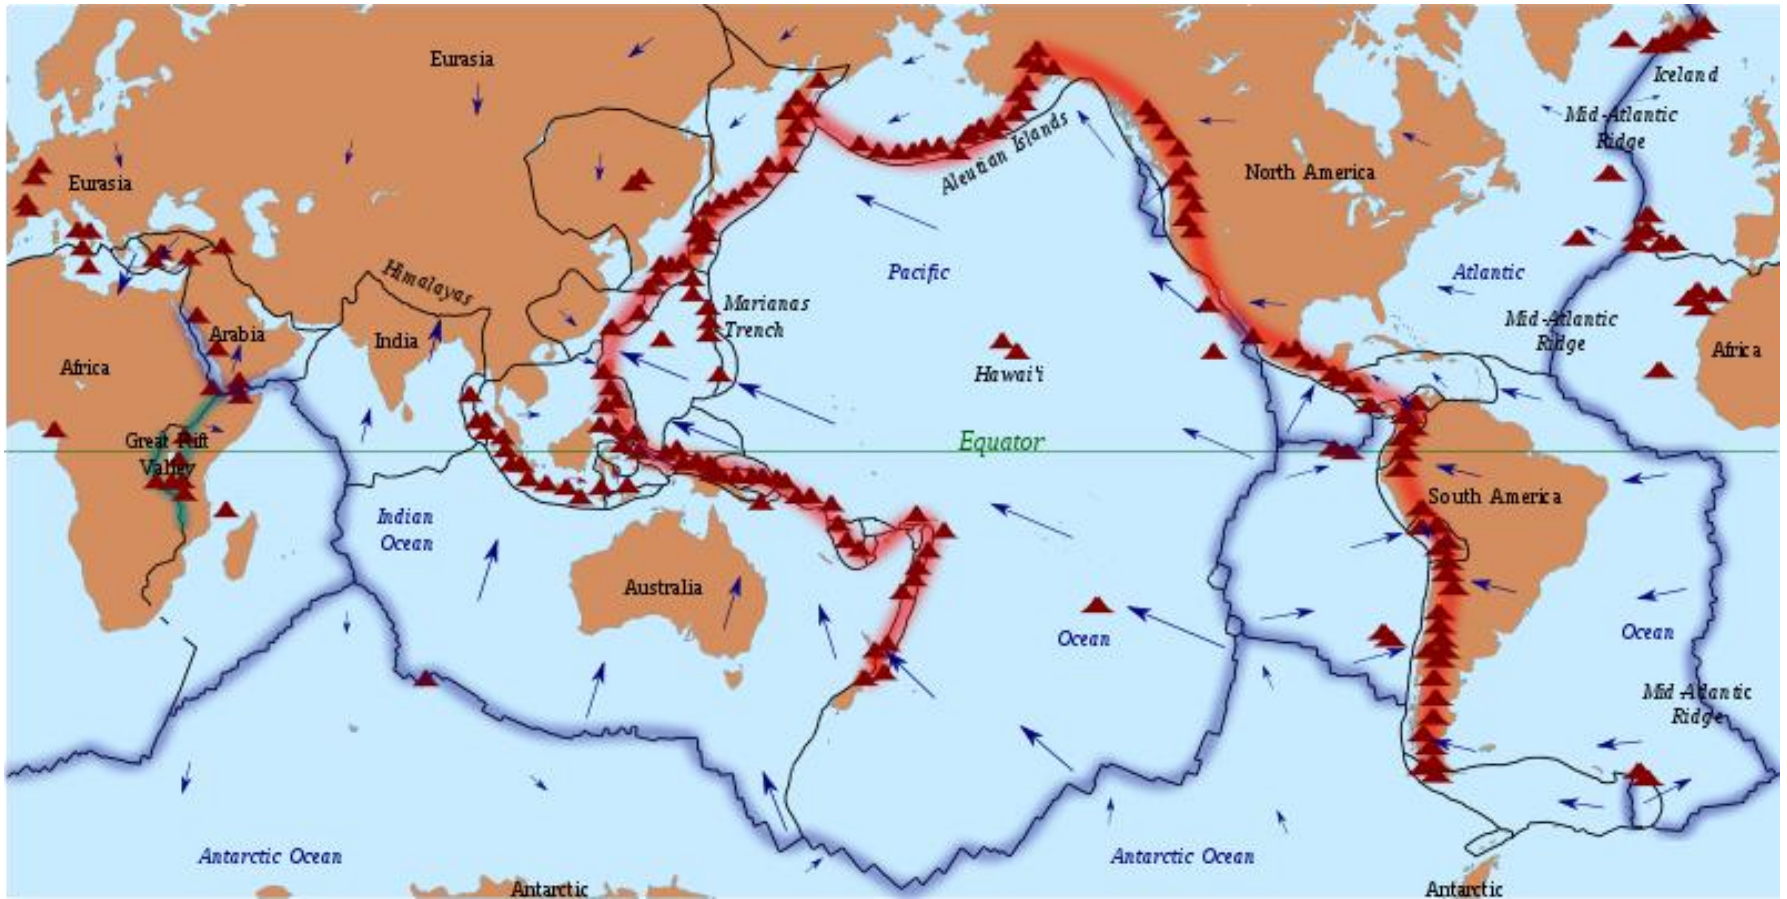 Eurasia
Iceland
Mid-Atlantic
Ridge
Aleutian Islands
North America
Eurasia
Himalayas
Pacific
Atlantic
Marianas
Trench
Mid-Atlantic
Ridge
Arabia
India
Africa
Hawai'i
Africa
Great Rift
Valley
Equator
South America
Indian
Ocean
Australia
Ocean
Ocean
Mid-Atlantic
Ridge
Antarctic Ocean
Antarctic Ocean
Antarctic
Antarctic